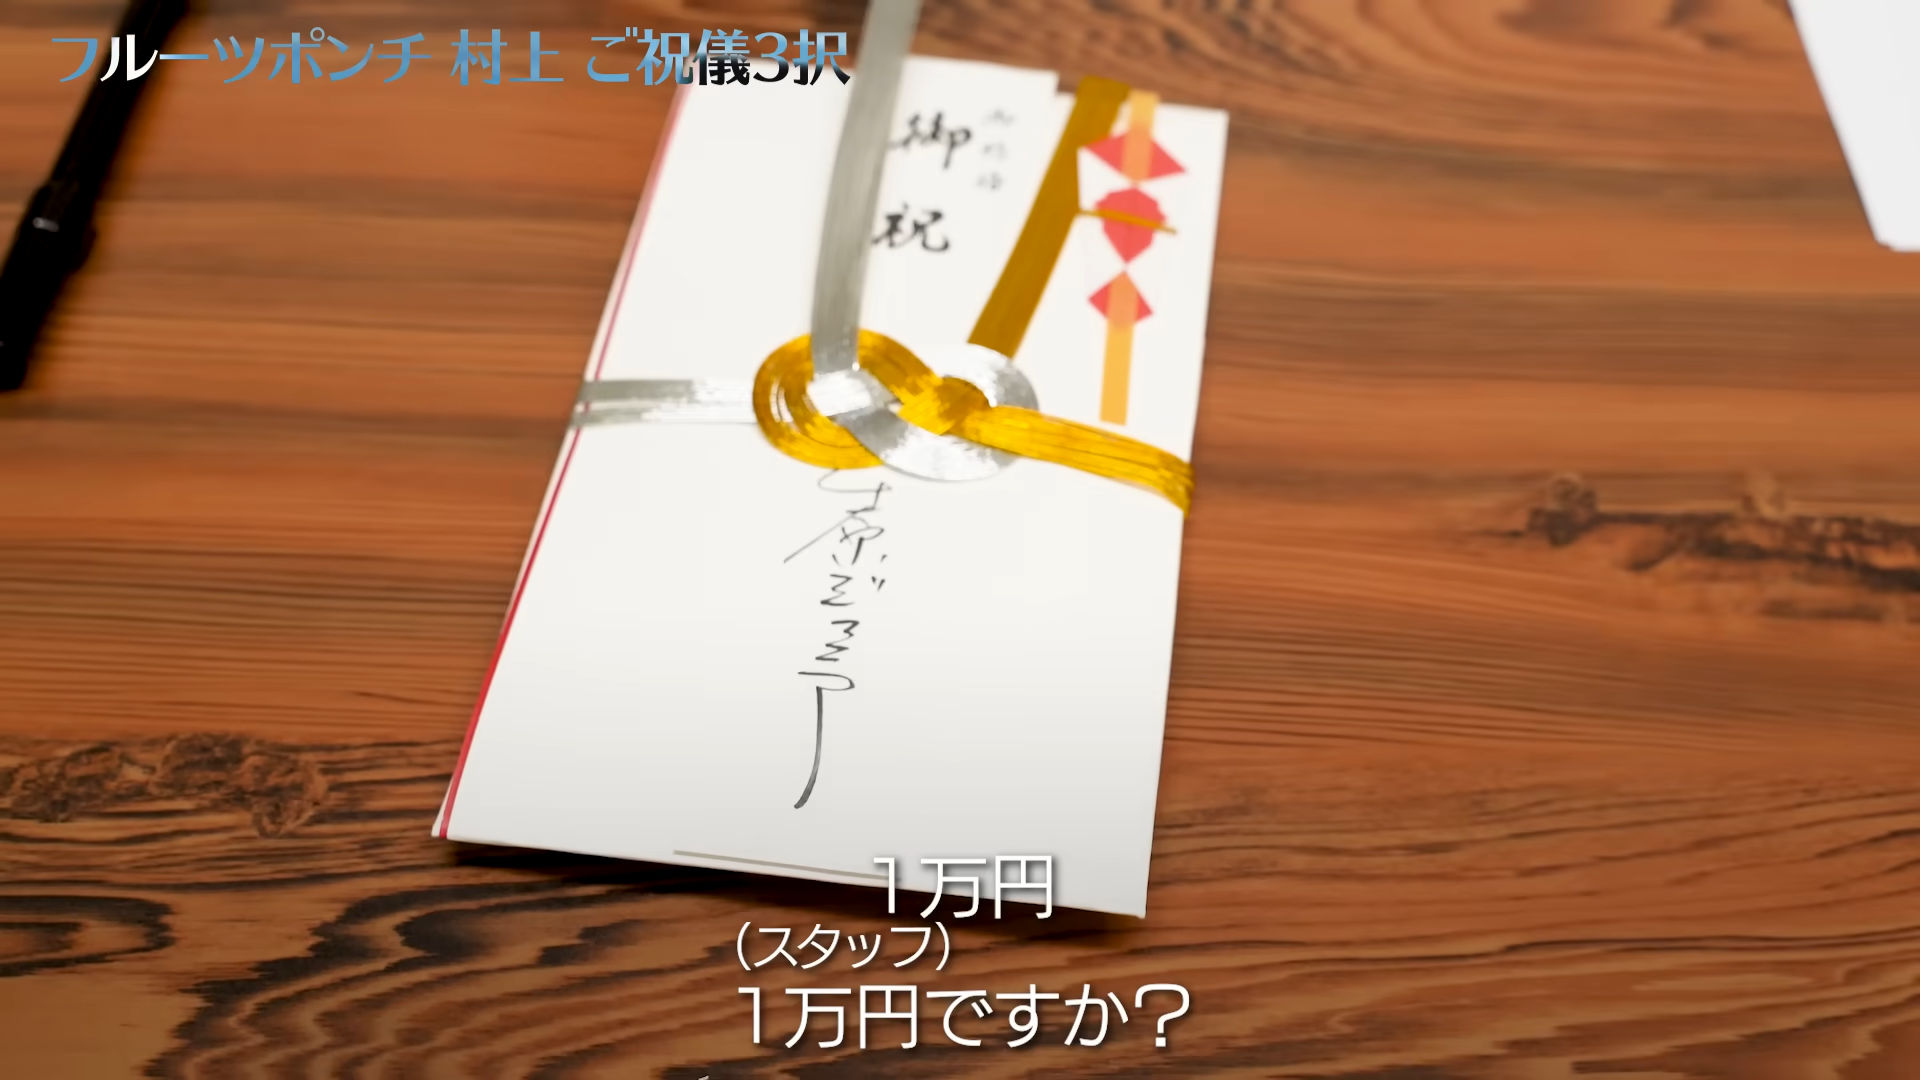 フルーツポンチ 村上 ご祝儀3択
御祝
1万円
(スタッフ)
1万円ですか?